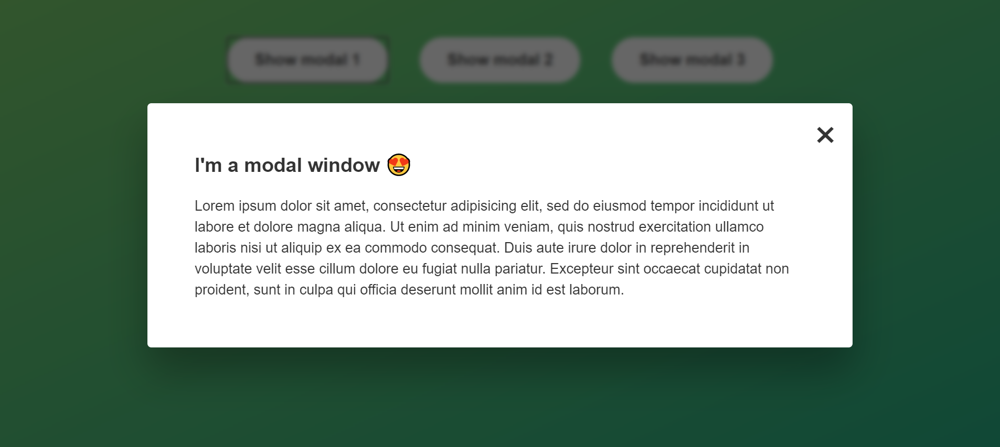 Show modal 1 Show modal 2 Show modal 3
×
I'm a modal window 😍
Lorem ipsum dolor sit amet, consectetur adipisicing elit, sed do eiusmod tempor incididunt ut
labore et dolore magna aliqua. Ut enim ad minim veniam, quis nostrud exercitation ullamco
laboris nisi ut aliquip ex ea commodo consequat. Duis aute irure dolor in reprehenderit in
voluptate velit esse cillum dolore eu fugiat nulla pariatur. Excepteur sint occaecat cupidatat non
proident, sunt in culpa qui officia deserunt mollit anim id est laborum.